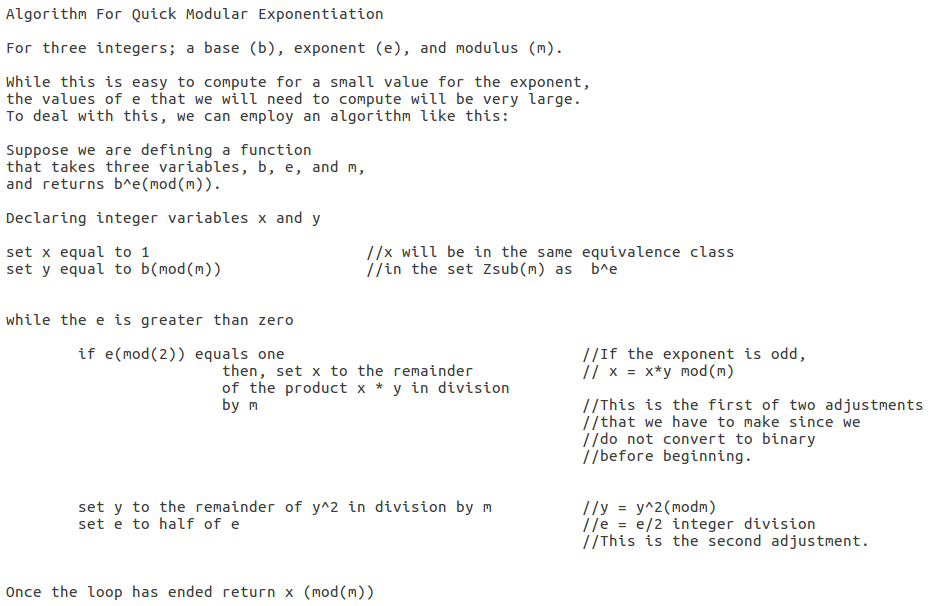 Algorithm For Quick Modular Exponentiation
For three integers; a base (b), exponent (e), and modulus (m).
While this is easy to compute for a small value for the exponent,
the values of e that we will need to compute will be very large.
To deal with this, we can employ an algorithm like this:
Suppose we are defining a function
that takes three variables, b, e, and m,
and returns b^e(mod(m)).
Declaring integer variables x and y
set x equal to 1 //x will be in the same equivalence class
set y equal to b(mod(m)) //in the set Zsub(m) as b^e
while the e is greater than zero
if e(mod(2)) equals one //If the exponent is odd,
then, set x to the remainder // x = x*y mod(m)
of the product x * y in division
by m //This is the first of two adjustments
//that we have to make since we
//do not convert to binary
//before beginning.
set y to the remainder of y^2 in division by m //y = y^2(modm)
set e to half of e //e = e/2 integer division
//This is the second adjustment.
Once the loop has ended return x (mod(m))